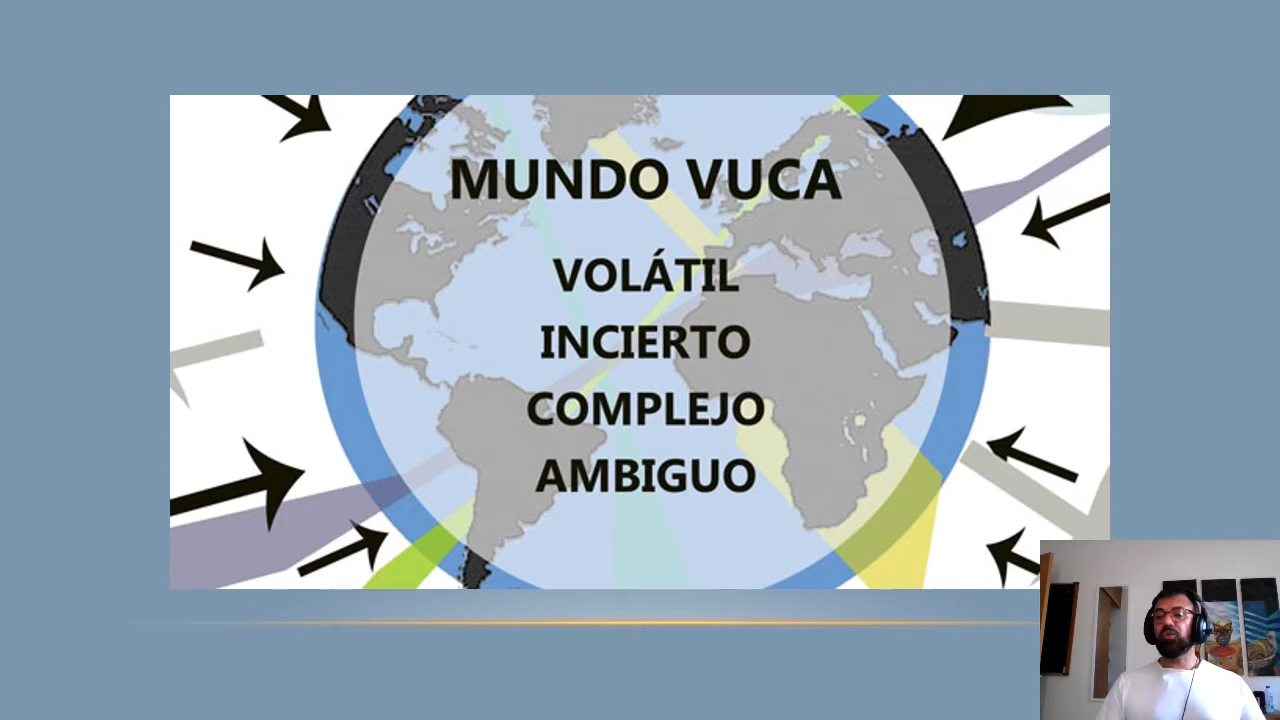 MUNDO VUCA
VOLÁTIL
INCIERTO
COMPLEJO
AMBIGUO